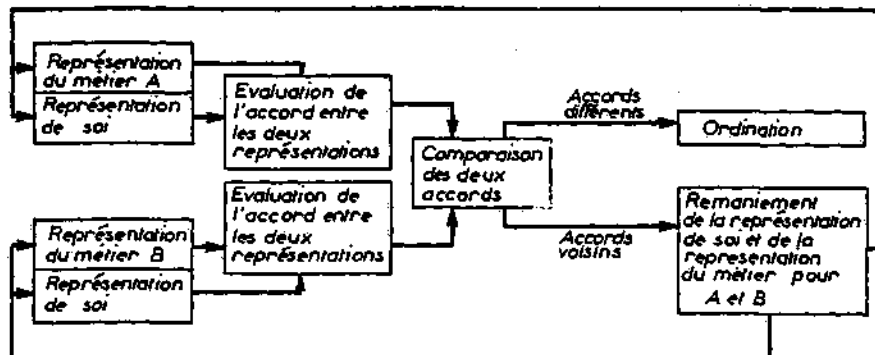 Représentation
du métier A
Représentation
de soi
Evaluation de
l'accord entre
les deux
représentations
Représentation
du métier B
Représentation
de soi
Evaluation de
l'accord entre
les deux
représentations
Comparaison
des deux
accords
Accords
différents
Ordination
Accords
voisins
Remaniement
de la représentation
de soi et de la
representation
du métier pour
A et B